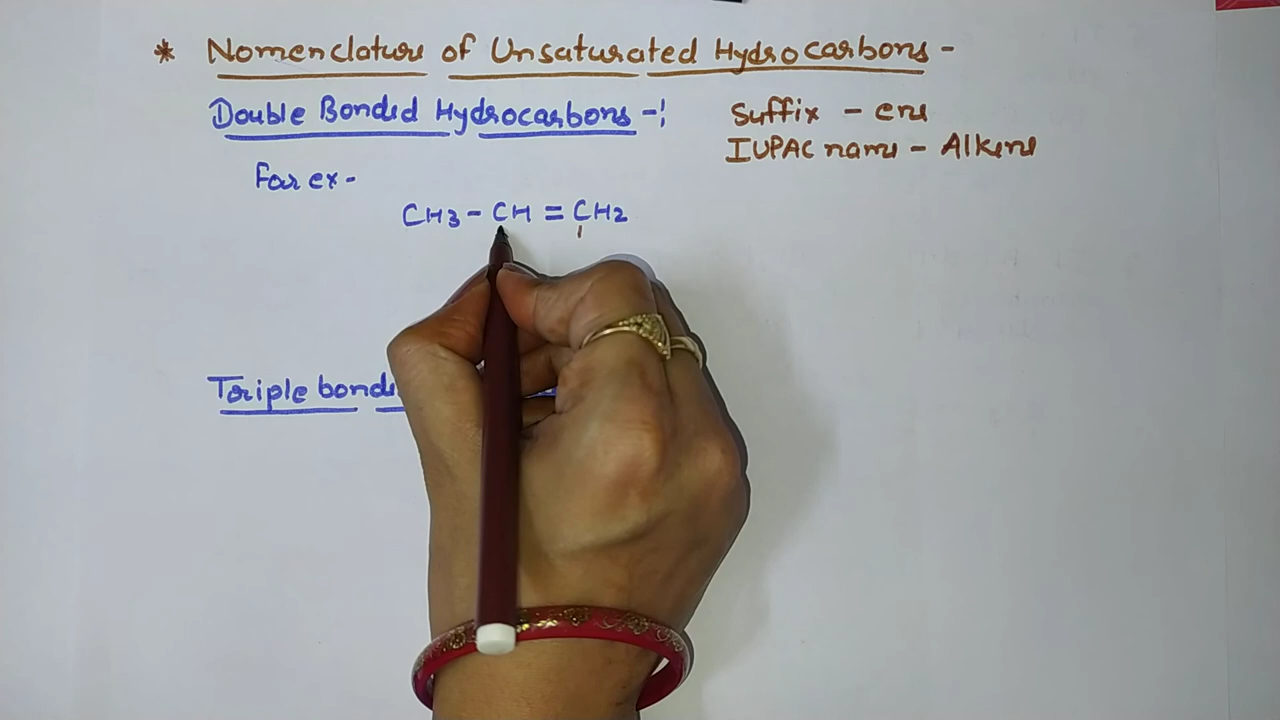 * Nomenclature of Unsaturated Hydrocarbons -
Double Bonded Hydrocarbons -: Suffix - ene
IUPAC name - Alkene
For ex -
CH3 - CH = CH2
1
Triple bond